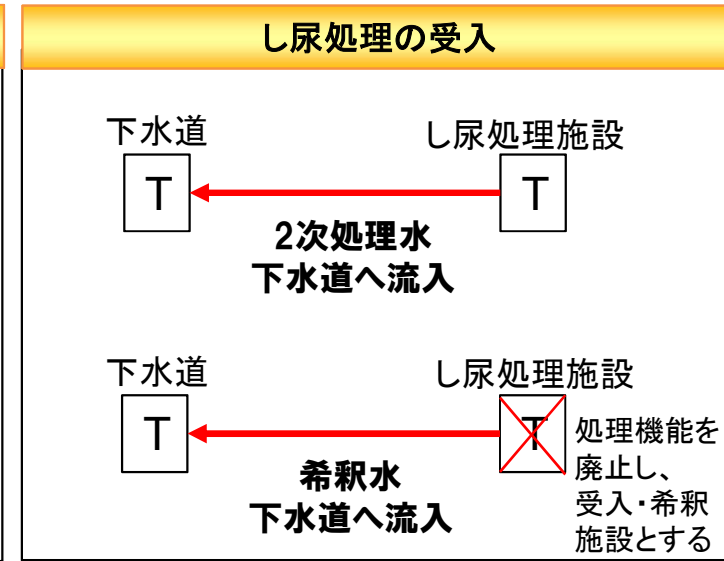 し尿処理の受入
下水道
し尿処理施設
T
T
2次処理水
下水道へ流入
下水道
し尿処理施設
T
T
処理機能を
廃止し、
受入・希釈
施設とする
希釈水
下水道へ流入